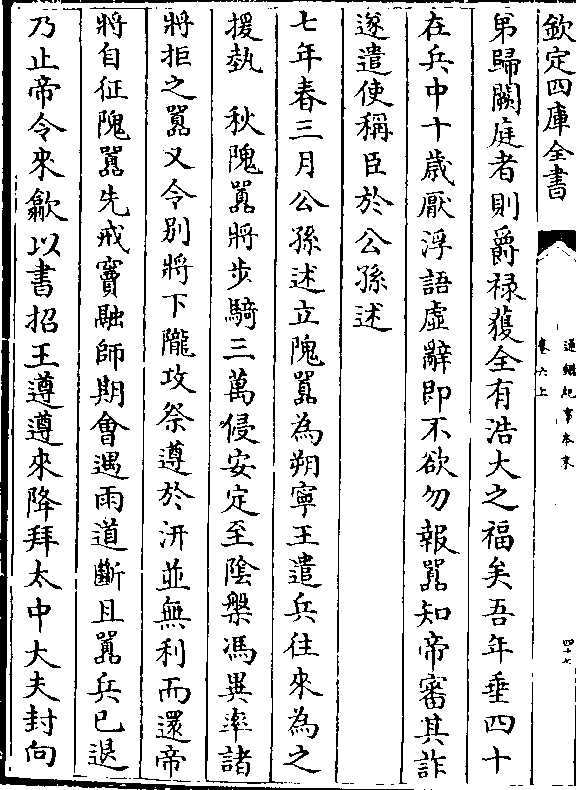 欽定四庫全書
通鑑紀事本末
卷六上
四十七
弟歸闕庭者則爵祿獲全有浩大之福矣吾年垂四十
在兵中十歲厭浮語虛辭即不欲勿報囂知帝審其詐
遂遣使稱臣於公孫述
七年春三月公孫述立隗囂為朔寧王遣兵往來為之
援埶　秋隗囂將步騎三萬侵安定至陰槃馮異率諸
將拒之囂又令别將下隴攻祭遵於汧並無利而還帝
將自征隗囂先戒竇融師期會遇雨道斷且囂兵已退
乃止帝令來歙以書招王遵遵來降拜太中大夫封向